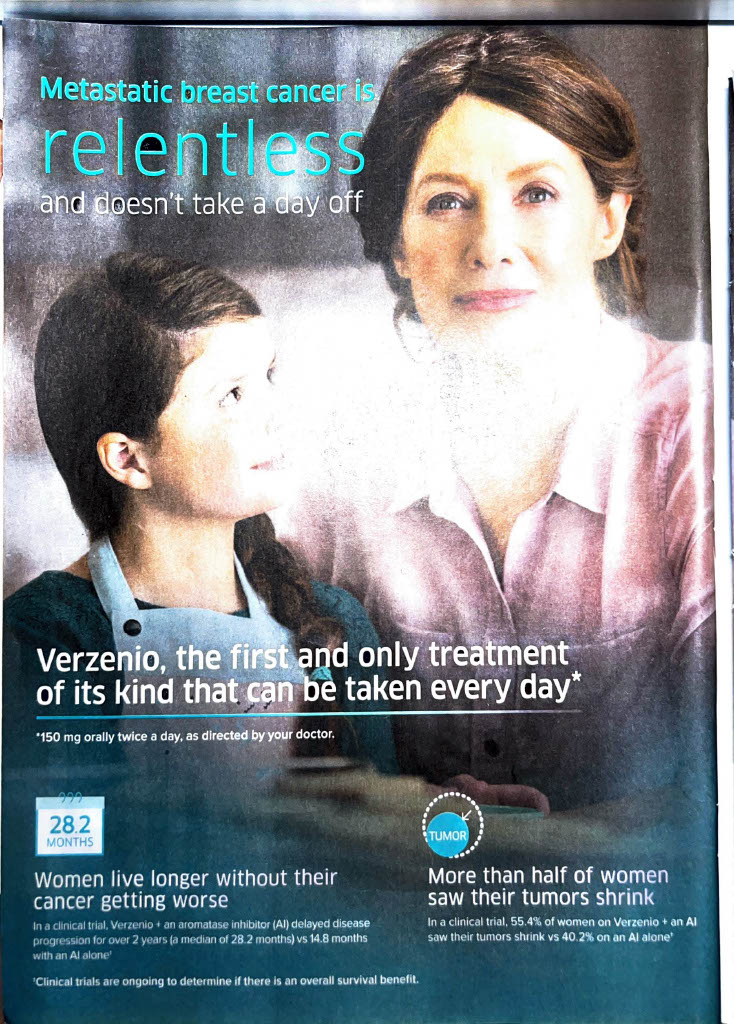 Metastatic breast cancer is
relentless
and doesn't take a day off
Verzenio, the first and only treatment
of its kind that can be taken every day*
*150 mg orally twice a day, as directed by your doctor.
28.2
MONTHS
Women live longer without their
cancer getting worse
In a clinical trial, Verzenio + an aromatase inhibitor (AI) delayed disease
progression for over 2 years (a median of 28.2 months) vs 14.8 months
with an AI alone†
TUMOR
More than half of women
saw their tumors shrink
In a clinical trial, 55.4% of women on Verzenio + an AI
saw their tumors shrink vs 40.2% on an AI alone†
†Clinical trials are ongoing to determine if there is an overall survival benefit.